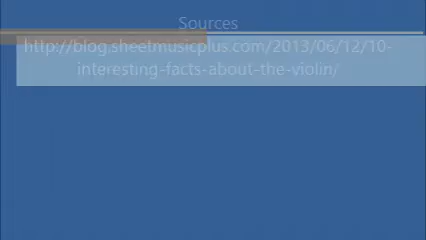 Sources
http://blog.sheetmusicplus.com/2013/06/12/10-
interesting-facts-about-the-violin/